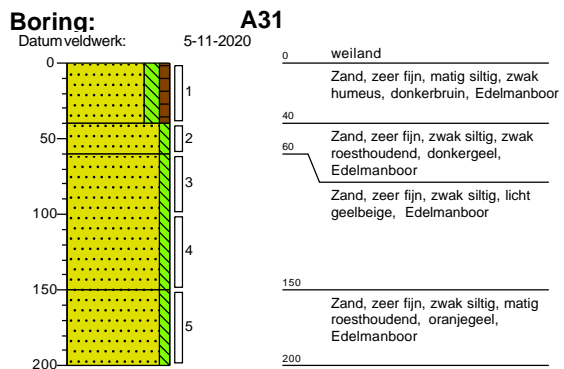 Boring: A31
Datum veldwerk: 5-11-2020
0
50
100
150
200
1
2
3
4
5
0
weiland
Zand, zeer fijn, matig siltig, zwak
humeus, donkerbruin, Edelmanboor
40
Zand, zeer fijn, zwak siltig, zwak
roesthoudend, donkergeel,
Edelmanboor
60
Zand, zeer fijn, zwak siltig, licht
geelbeige, Edelmanboor
150
Zand, zeer fijn, zwak siltig, matig
roesthoudend, oranjegeel,
Edelmanboor
200